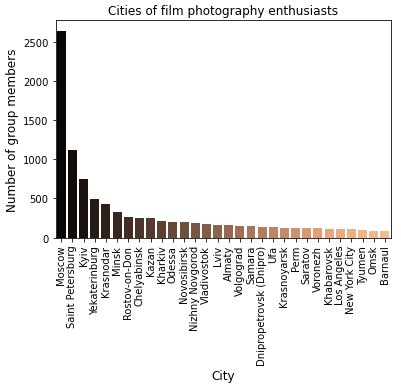 Cities of film photography enthusiasts
Number of group members
2500
2000
1500
1000
500
0
Moscow
Saint Petersburg
Kyiv
Yekaterinburg
Krasnodar
Minsk
Rostov-on-Don
Chelyabinsk
Kazan
Kharkiv
Odessa
Novosibirsk
Nizhny Novgorod
Vladivostok
Lviv
Almaty
Volgograd
Samara
Dnipropetrovsk (Dnipro)
Ufa
Krasnoyarsk
Perm
Saratov
Voronezh
Khabarovsk
Los Angeles
New York City
Tyumen
Omsk
Barnaul
City